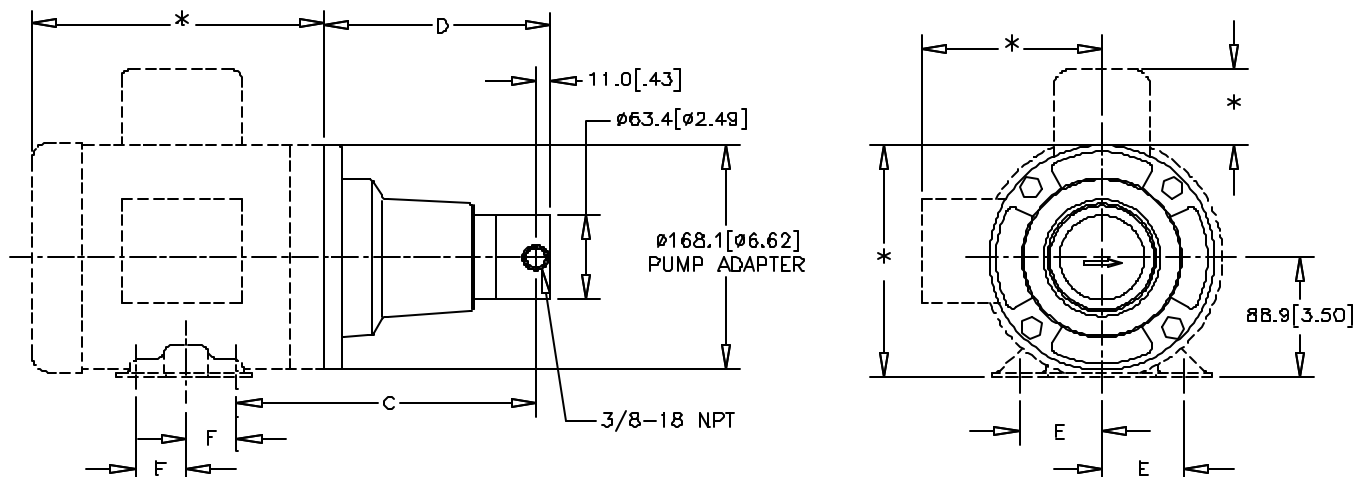 *
D
*
11.0[.43]
*
ø63.4[ø2.49]
ø168.1[ø6.62]
PUMP ADAPTER
*
88.9[3.50]
C
3/8-18 NPT
F
E
F
E